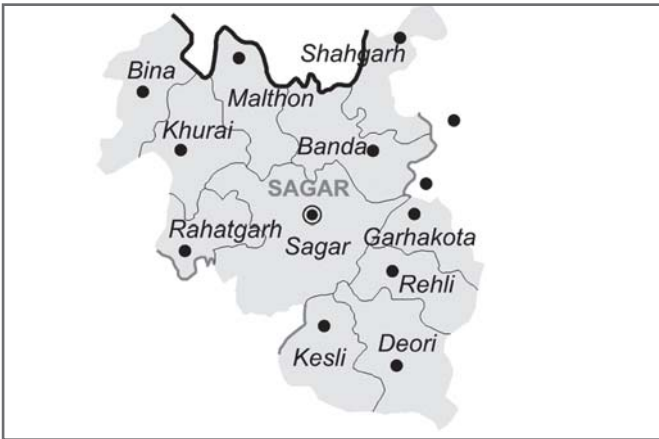 Shahgarh
Bina
Malthon
Khurai
Banda
SAGAR
Rahatgarh
Sagar
Garhakota
Rehli
Kesli
Deori